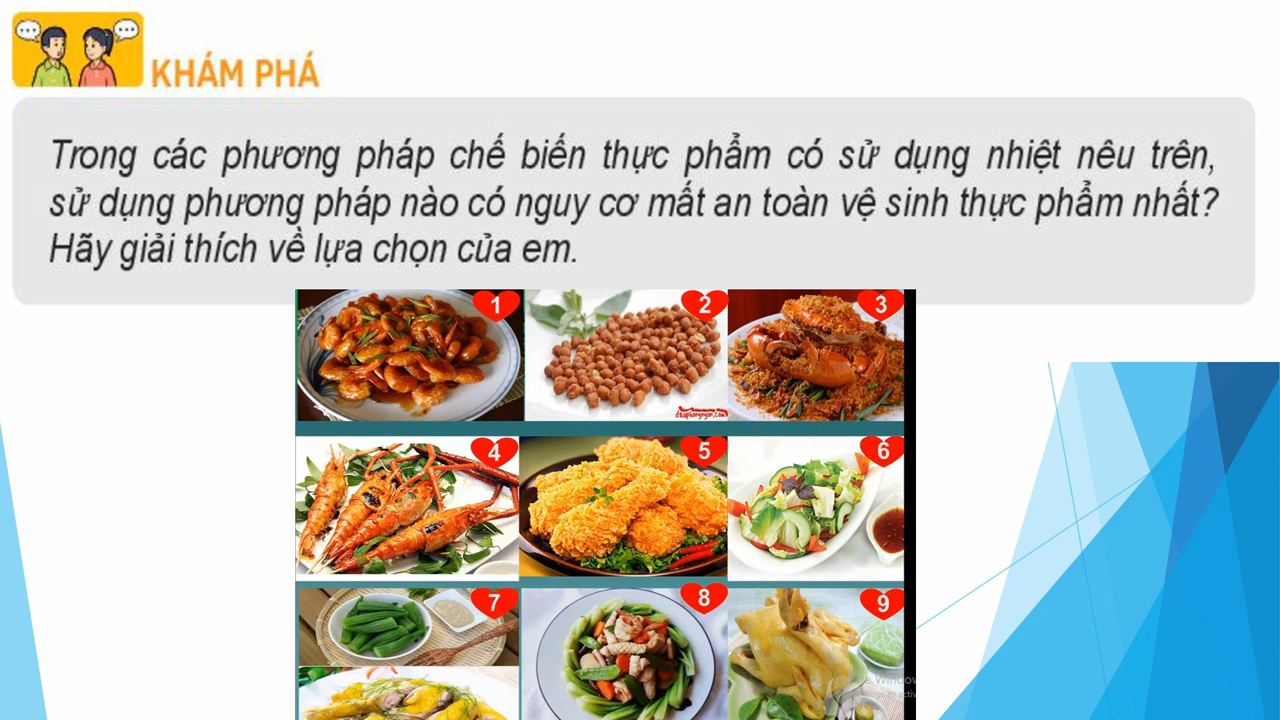 KHÁM PHÁ
Trong các phương pháp chế biến thực phẩm có sử dụng nhiệt nêu trên,
sử dụng phương pháp nào có nguy cơ mất an toàn vệ sinh thực phẩm nhất?
Hãy giải thích về lựa chọn của em.
1
2
3
dauphongngon.com
4
5
6
7
8
9